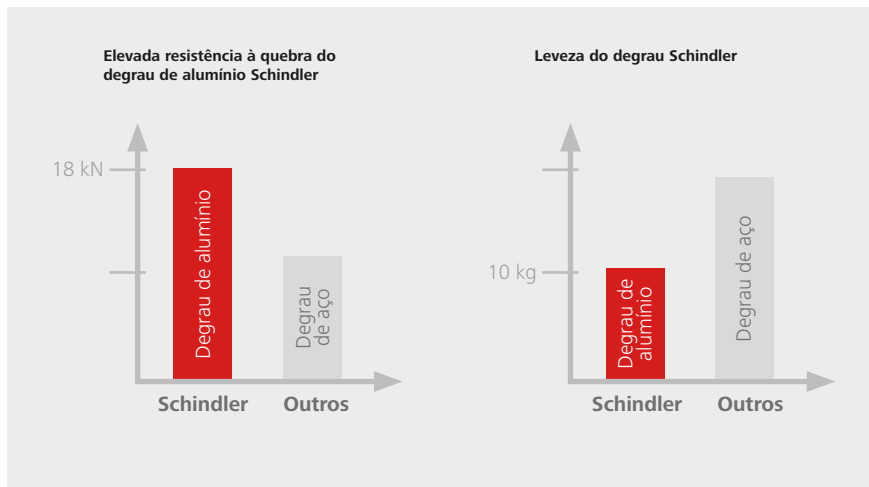 Elevada resistência à quebra do
degrau de alumínio Schindler
18 kN
Degrau de alumínio
Degrau
de aço
Schindler
Outros
Leveza do degrau Schindler
10 kg
Degrau de
alumínio
Degrau de aço
Schindler
Outros